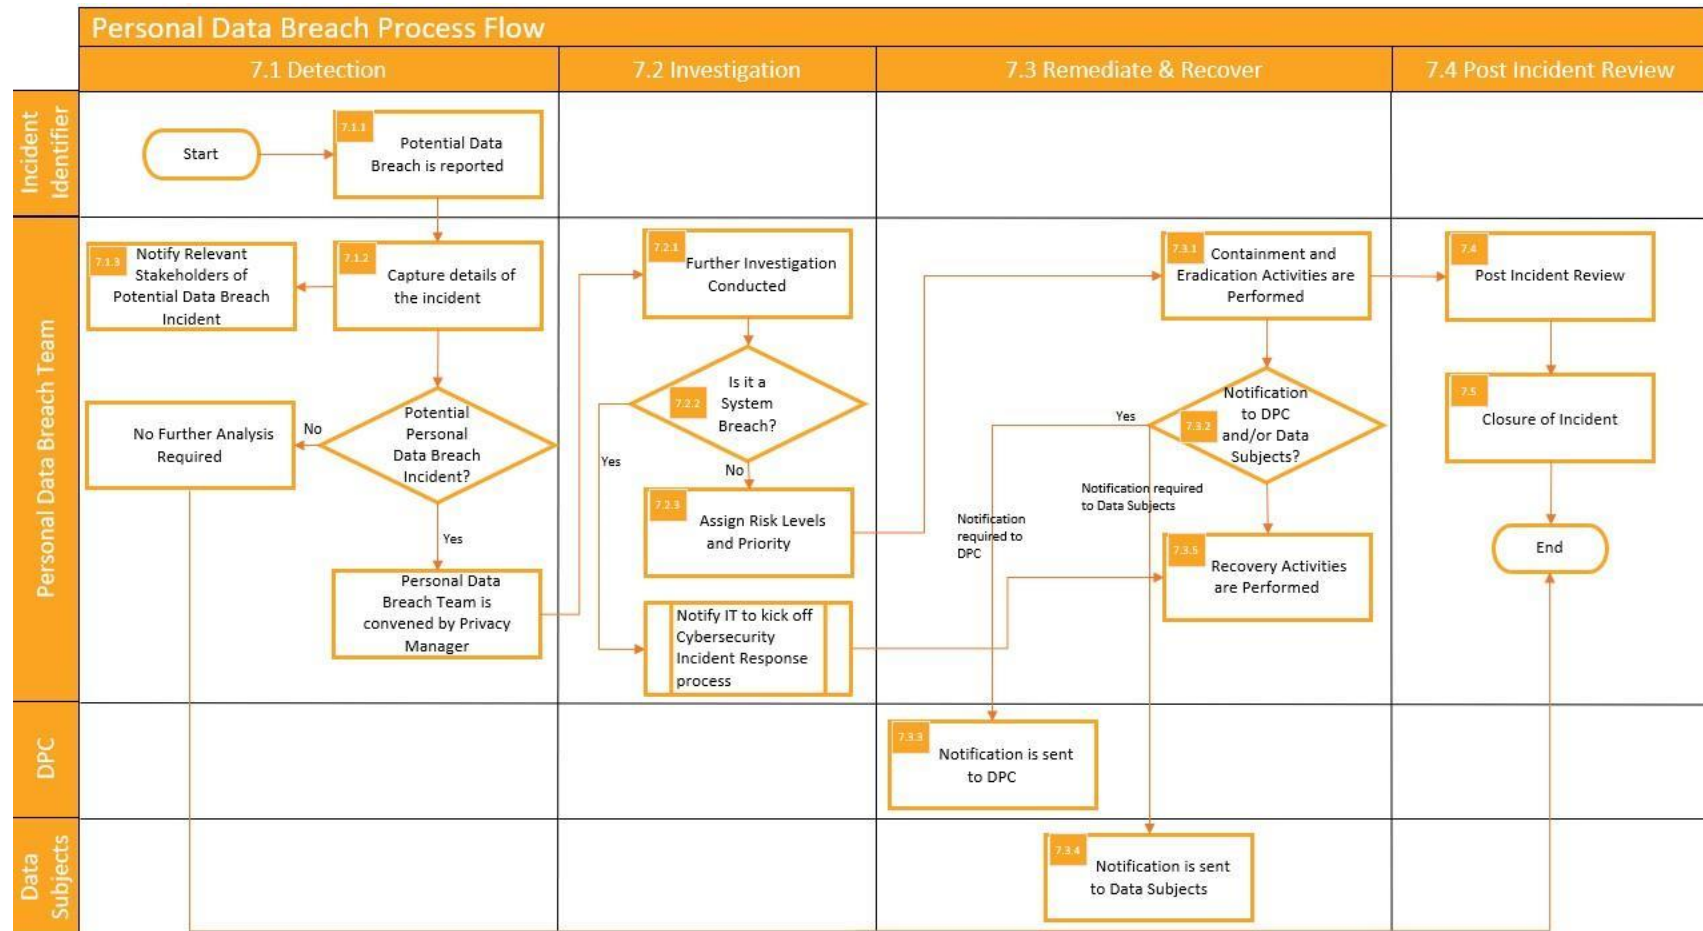 Personal Data Breach Process Flow
7.1 Detection
7.2 Investigation
7.3 Remediate & Recover
7.4 Post Incident Review
Incident
Identifier
Start
7.1.1
Potential Data
Breach is reported
Personal Data Breach Team
7.1.3
Notify Relevant
Stakeholders of
Potential Data Breach
Incident
7.1.2
Capture details of
the incident
7.2.1
Further Investigation
Conducted
7.3.1
Containment and
Eradication Activities are
Performed
7.4
Post Incident Review
No Further Analysis
Required
No
Potential
Personal
Data Breach
Incident?
Yes
Personal Data
Breach Team is
convened by Privacy
Manager
7.2.2
Is it a
System
Breach?
Yes
No
7.2.3
Assign Risk Levels
and Priority
Notify IT to kick off
Cybersecurity
Incident Response
process
Yes
7.3.2
Notification
to DPC
and/or Data
Subjects?
Notification required
to Data Subjects
Notification
required to
DPC
7.3.5
Recovery Activities
are Performed
7.5
Closure of Incident
End
DPC
7.3.3
Notification is sent
to DPC
Data
Subjects
7.3.4
Notification is sent
to Data Subjects